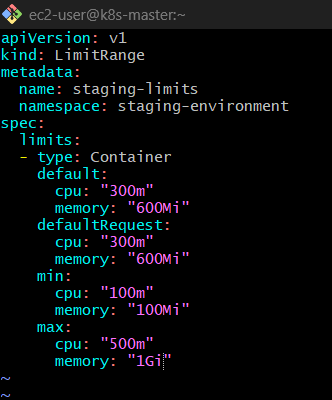 ec2-user@k8s-master:~
apiVersion: v1
kind: LimitRange
metadata:
  name: staging-limits
  namespace: staging-environment
spec:
  limits:
  - type: Container
    default:
      cpu: "300m"
      memory: "600Mi"
    defaultRequest:
      cpu: "300m"
      memory: "600Mi"
    min:
      cpu: "100m"
      memory: "100Mi"
    max:
      cpu: "500m"
      memory: "1Gi"
~
~